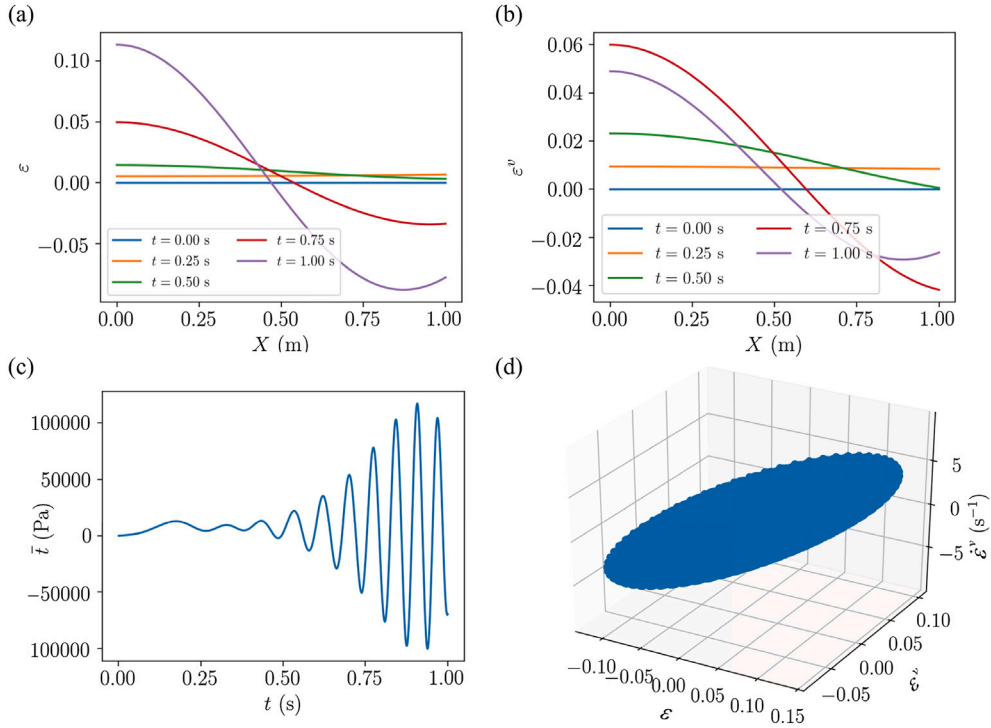 (a)
(b)
0.10
0.05
0.00
−0.05
ε
t = 0.00 s
t = 0.25 s
t = 0.50 s
t = 0.75 s
t = 1.00 s
0.00 0.25 0.50 0.75 1.00
X (m)
0.06
0.04
0.02
0.00
−0.02
−0.04
εᵛ
t = 0.00 s
t = 0.25 s
t = 0.50 s
t = 0.75 s
t = 1.00 s
0.00 0.25 0.50 0.75 1.00
X (m)
(c)
(d)
100000
50000
0
−50000
100000
t̄ (Pa)
0.00 0.25 0.50 0.75 1.00
t (s)
5
0
−5
ε̇ᵛ (s⁻¹)
0.10
0.05
0.00
−0.05
−0.10 −0.05 0.00 0.05 0.10 0.15
ε